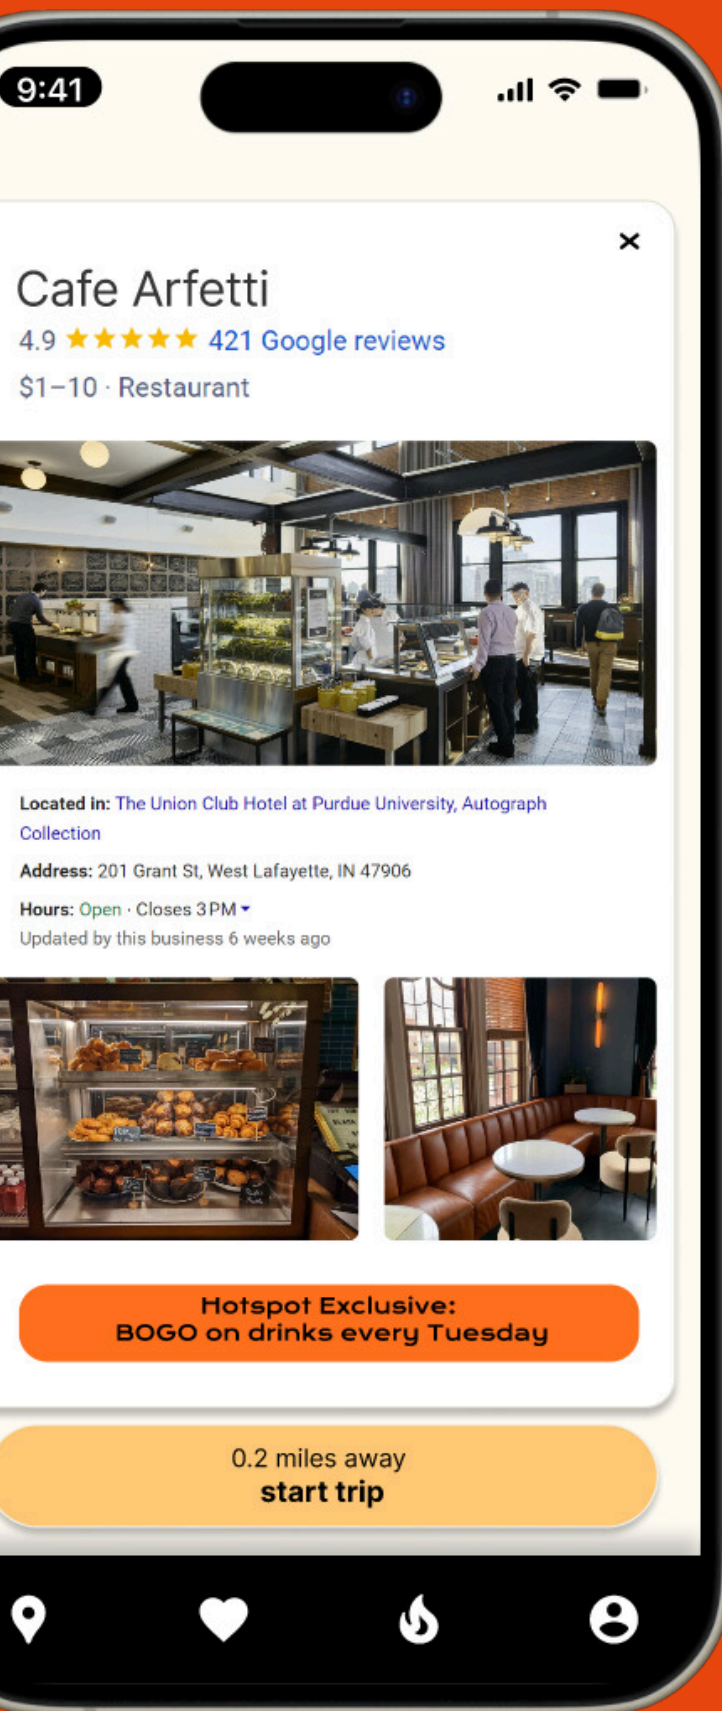 9:41
Cafe Arfetti
4.9 ★★★★★ 421 Google reviews
$1–10 · Restaurant
Located in: The Union Club Hotel at Purdue University, Autograph
Collection
Address: 201 Grant St, West Lafayette, IN 47906
Hours: Open · Closes 3 PM
Updated by this business 6 weeks ago
Hotspot Exclusive:
BOGO on drinks every Tuesday
0.2 miles away
start trip